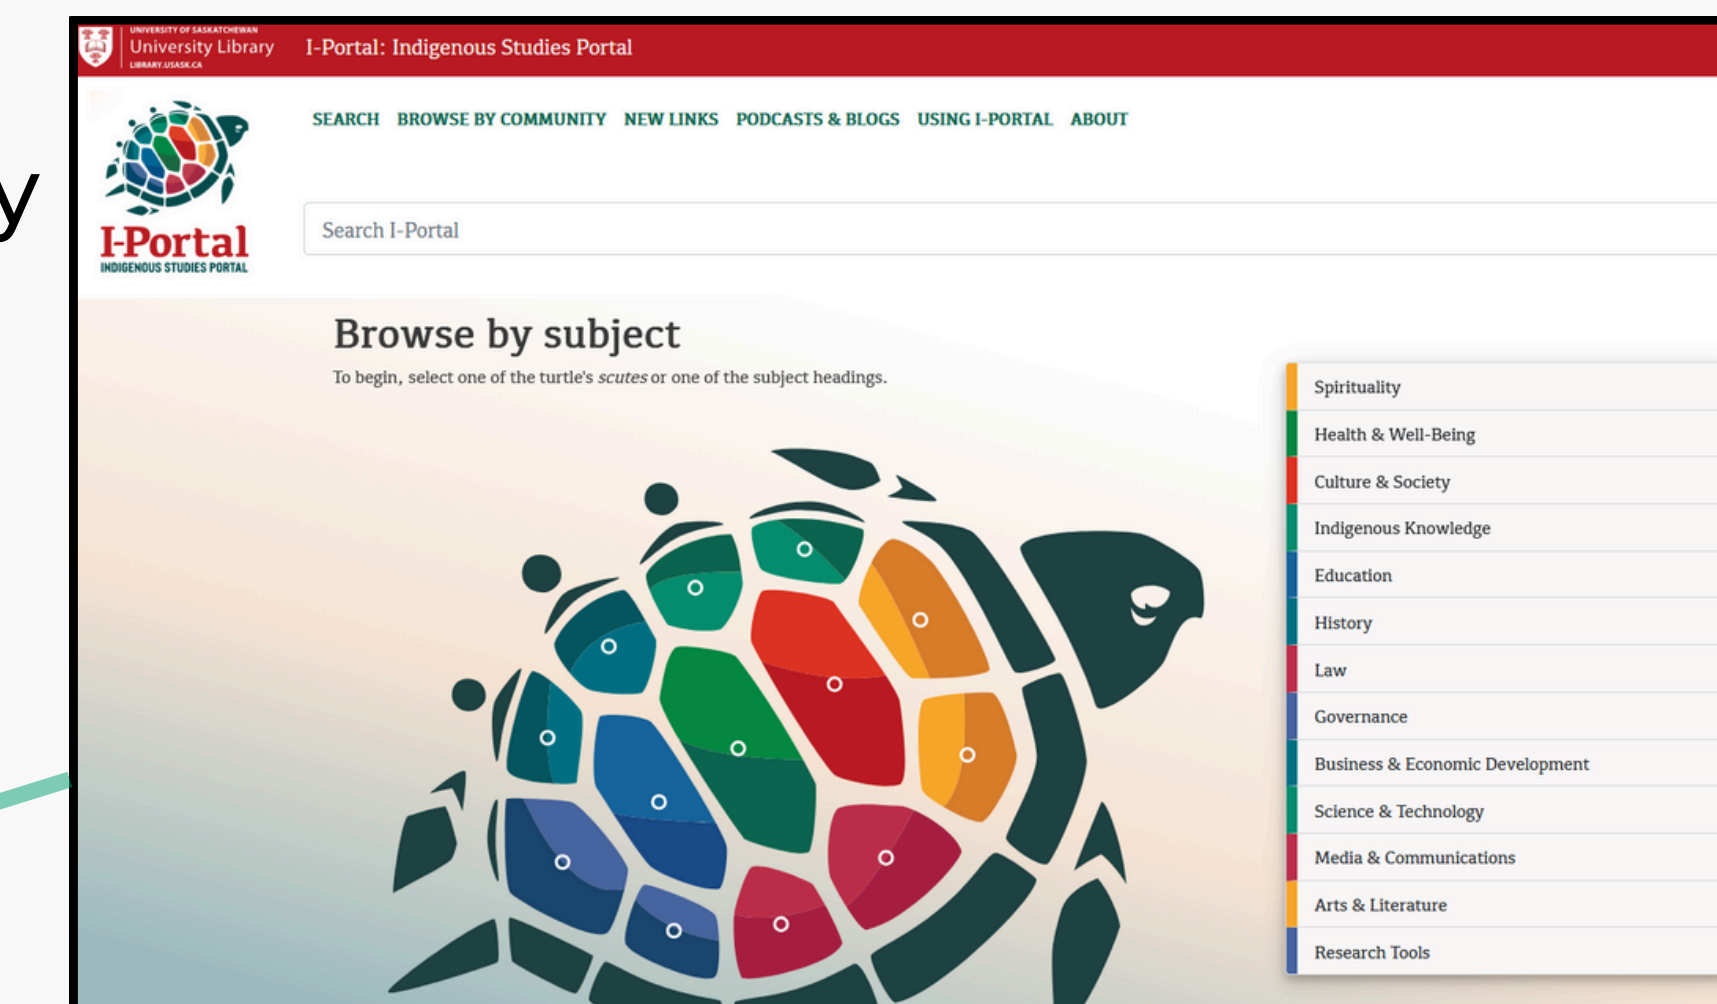 y
UNIVERSITY OF SASKATCHEWAN
University Library
LIBRARY.USASK.CA
I-Portal: Indigenous Studies Portal
I-Portal
INDIGENOUS STUDIES PORTAL
SEARCH BROWSE BY COMMUNITY NEW LINKS PODCASTS & BLOGS USING I-PORTAL ABOUT
Search I-Portal
Browse by subject
To begin, select one of the turtle's scutes or one of the subject headings.
Spirituality
Health & Well-Being
Culture & Society
Indigenous Knowledge
Education
History
Law
Governance
Business & Economic Development
Science & Technology
Media & Communications
Arts & Literature
Research Tools